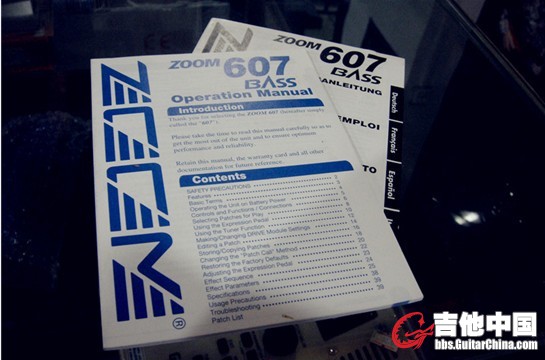 ZOOM 607
BASS
Operation Manual
Introduction
Thank you for selecting the ZOOM 607 (hereafter simply
called the "607").
Please take the time to read this manual carefully so as to
get the most out of the unit and to ensure optimum
performance and reliability.
Retain this manual, the warranty card and all other
documentation for future reference.
Contents
SAFETY PRECAUTIONS
Features
Basic Terms
Operating the Unit on Battery Power
Controls and Functions / Connections
Selecting Patches for Play
Using the Expression Pedal
Using the Tuner Function
Making/Changing DRIVE Module Settings
Editing a Patch
Storing/Copying Patches
Changing the "Patch Call" Method
Restoring the Factory Defaults
Adjusting the Expression Pedal
Effect Sequence
Effect Parameters
Specifications
Usage Precautions
Troubleshooting
Patch List
ZOOM
®
ZOOM 607
BASS
ANLEITUNG
EMPLOI
TO
Deutsch
Français
Español
吉他中国
bbs.GuitarChina.com